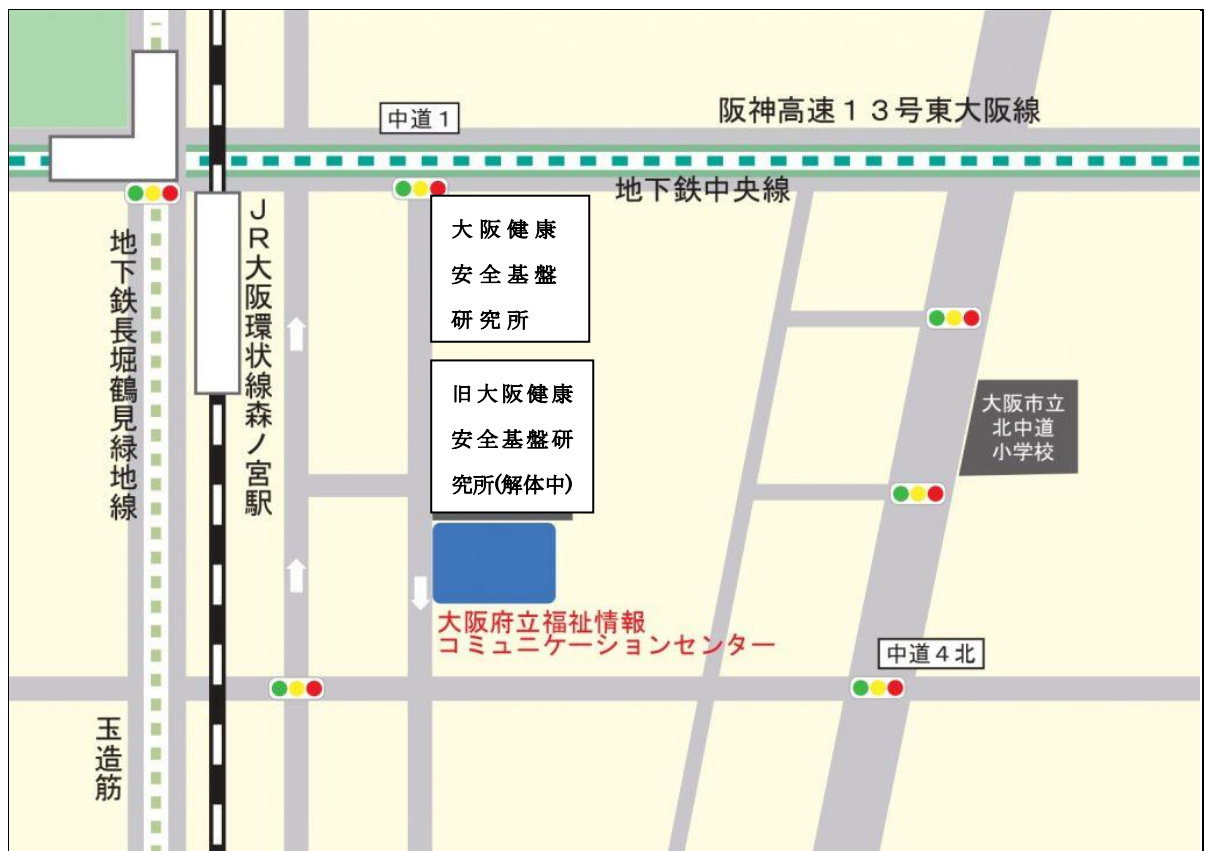 阪神高速13号東大阪線
中道1
地下鉄中央線
地下鉄長堀鶴見緑地線
JR大阪環状線森ノ宮駅
大阪健康
安全基盤
研究所
旧大阪健康
安全基盤研
究所(解体中)
大阪市立
北中道
小学校
大阪府立福祉情報
コミュニケーションセンター
中道4北
玉造筋